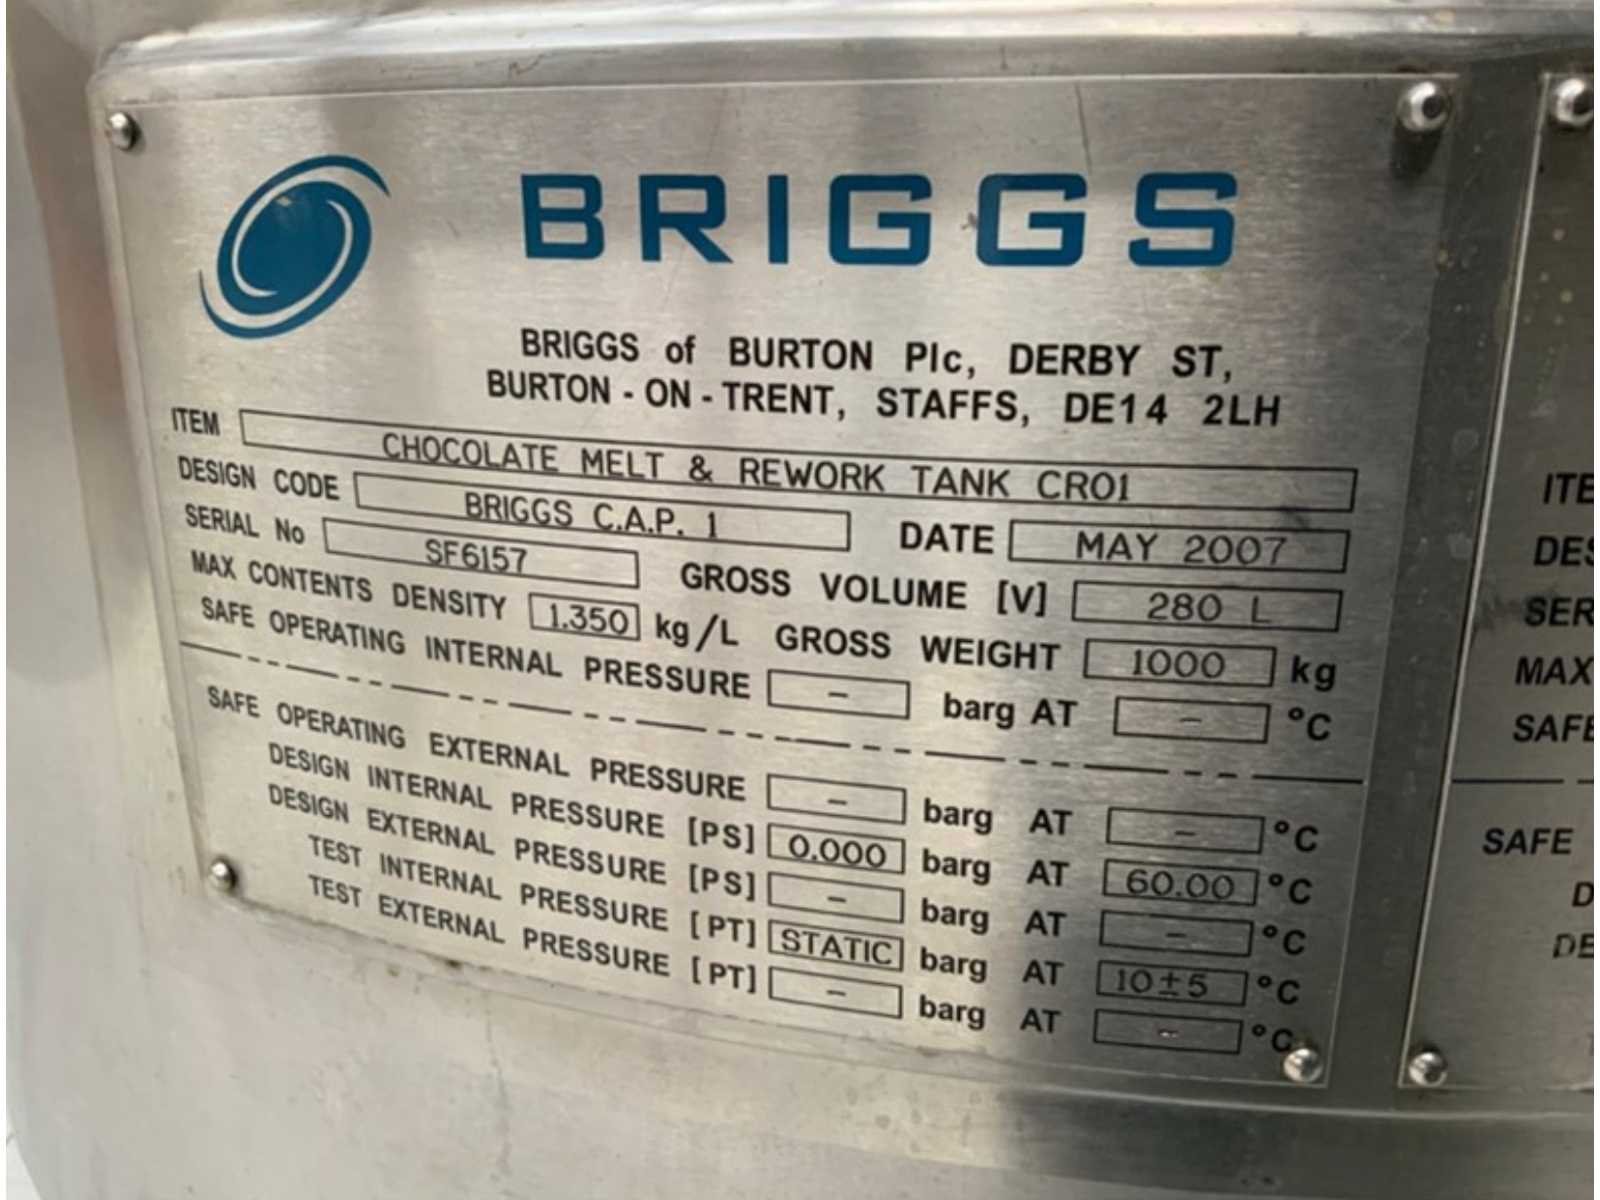 BRIGGS
BRIGGS of BURTON Plc, DERBY ST,
BURTON - ON - TRENT, STAFFS, DE14 2LH
ITEM CHOCOLATE MELT & REWORK TANK CR01
DESIGN CODE BRIGGS C.A.P. 1 DATE MAY 2007
SERIAL No SF6157 GROSS VOLUME [V] 280 L
MAX CONTENTS DENSITY 1.350 kg/L GROSS WEIGHT 1000 kg
SAFE OPERATING INTERNAL PRESSURE - barg AT - °C
SAFE OPERATING EXTERNAL PRESSURE - barg AT - °C
DESIGN INTERNAL PRESSURE [PS] 0.000 barg AT 60.00 °C
DESIGN EXTERNAL PRESSURE [PS] - barg AT - °C
TEST INTERNAL PRESSURE [PT] STATIC barg AT 10±5 °C
TEST EXTERNAL PRESSURE [PT] - barg AT - °C
ITE
DES
SER
MAX
SAFE
SAFE
D
DE